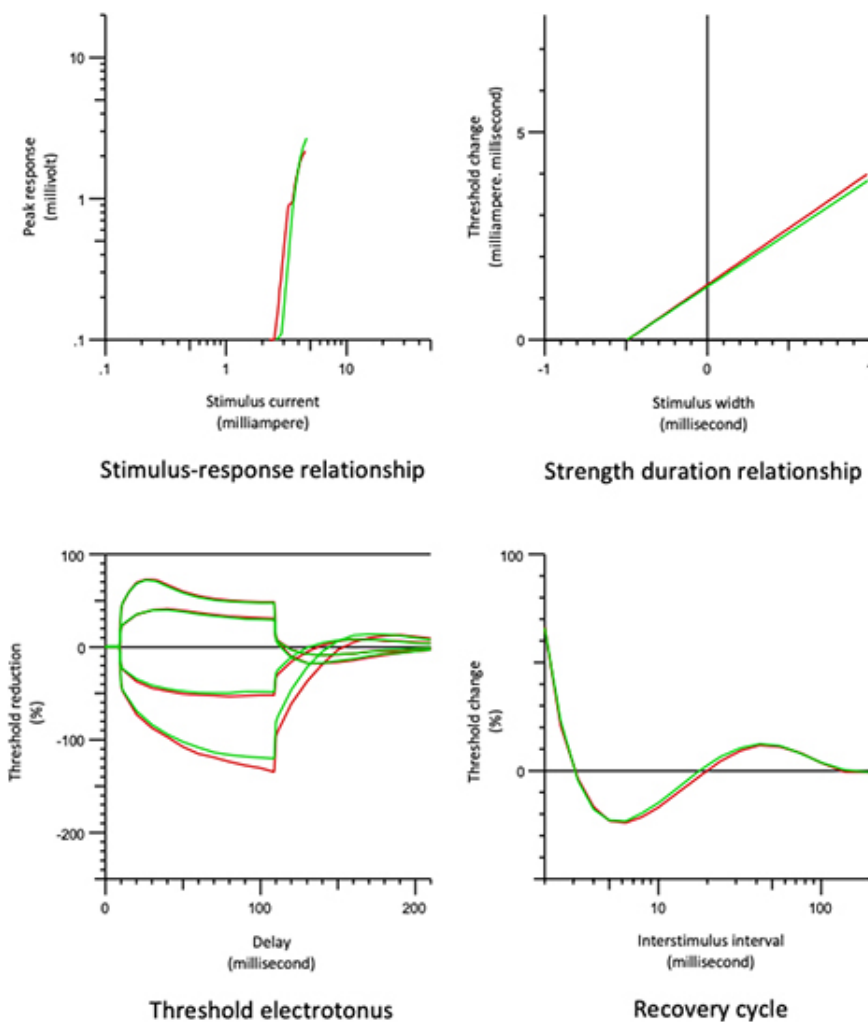 10
1
.1
.1
1
10
Peak response
(millivolt)
Stimulus current
(milliampere)
Stimulus-response relationship
5
0
-1
0
1
Threshold change
(milliampere. millisecond)
Stimulus width
(millisecond)
Strength duration relationship
100
0
-100
-200
0
100
200
Threshold reduction
(%)
Delay
(millisecond)
Threshold electrotonus
100
0
10
100
Threshold change
(%)
Interstimulus interval
(millisecond)
Recovery cycle